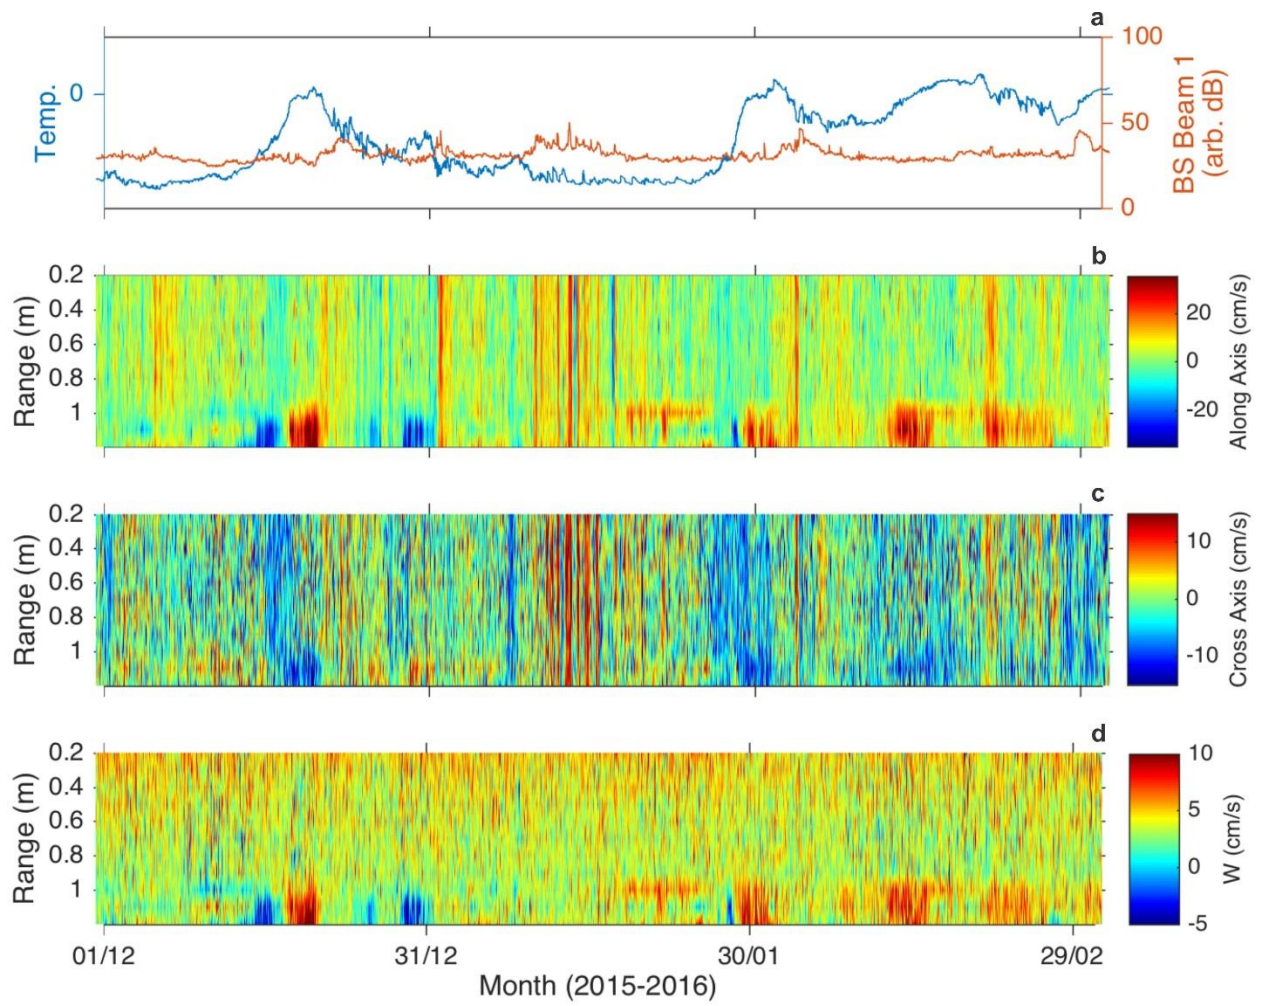 a
100
Temp.
0
50
BS Beam 1
(arb. dB)
0
b
Range (m)
0.2
0.4
0.6
0.8
1
20
0
-20
Along Axis (cm/s)
c
Range (m)
0.2
0.4
0.6
0.8
1
10
0
-10
Cross Axis (cm/s)
d
Range (m)
0.2
0.4
0.6
0.8
1
10
5
0
-5
W (cm/s)
01/12 31/12 30/01 29/02
Month (2015-2016)